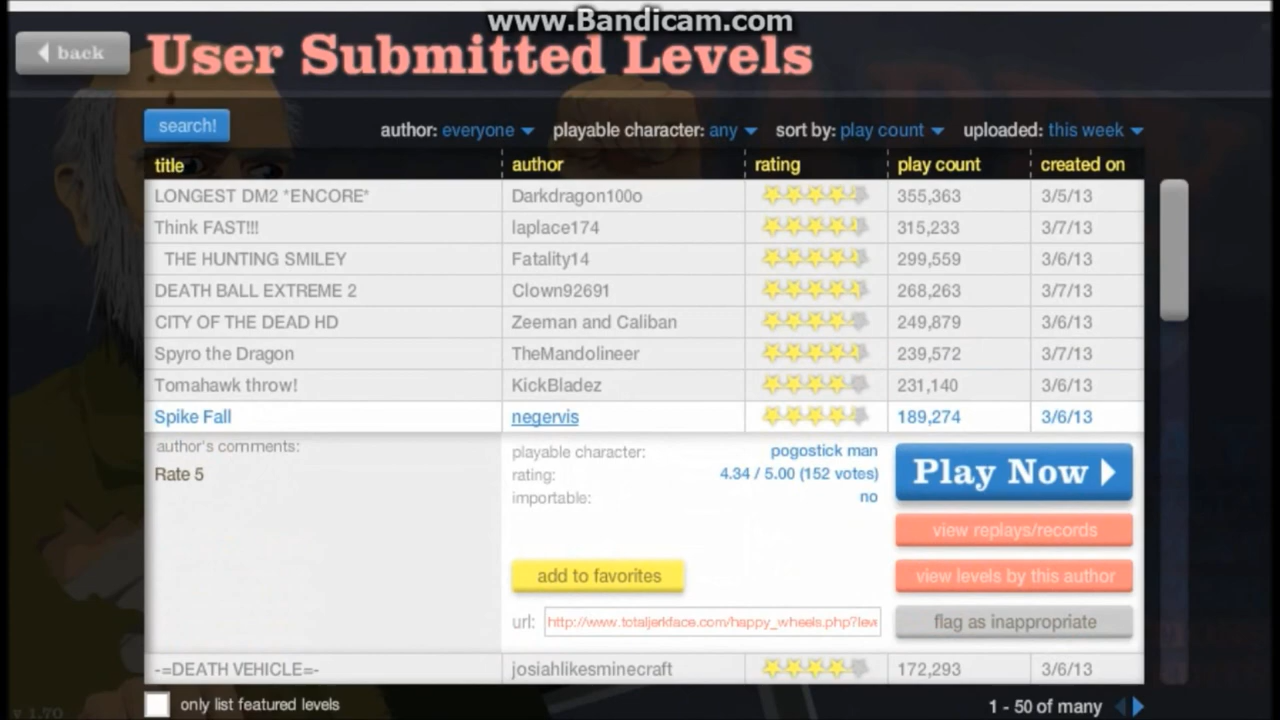 www.Bandicam.com
back
User Submitted Levels
search!
author: everyone playable character: any sort by: play count uploaded: this week
title author rating play count created on
LONGEST DM2 *ENCORE* Darkdragon100o 355,363 3/5/13
Think FAST!!! laplace174 315,233 3/7/13
THE HUNTING SMILEY Fatality14 299,559 3/6/13
DEATH BALL EXTREME 2 Clown92691 268,263 3/7/13
CITY OF THE DEAD HD Zeeman and Caliban 249,879 3/6/13
Spyro the Dragon TheMandolineer 239,572 3/7/13
Tomahawk throw! KickBladez 231,140 3/6/13
Spike Fall negervis 189,274 3/6/13
author's comments:
Rate 5
playable character: pogostick man
rating: 4.34 / 5.00 (152 votes)
importable: no
add to favorites
url: http://www.totaljerkface.com/happy_wheels.php?lev
Play Now
view replays/records
view levels by this author
flag as inappropriate
-=DEATH VEHICLE=- josiahlikesminecraft 172,293 3/6/13
only list featured levels
1 - 50 of many
v 1.70